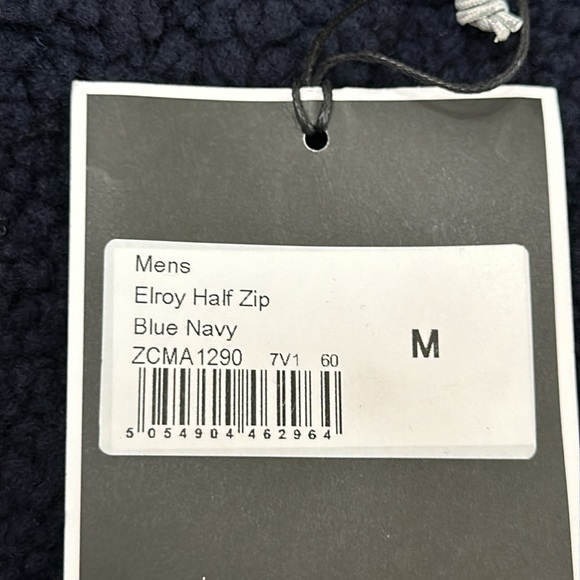 Mens
Elroy Half Zip
Blue Navy
M
ZCMA1290 7V1 60
5 054904 462964